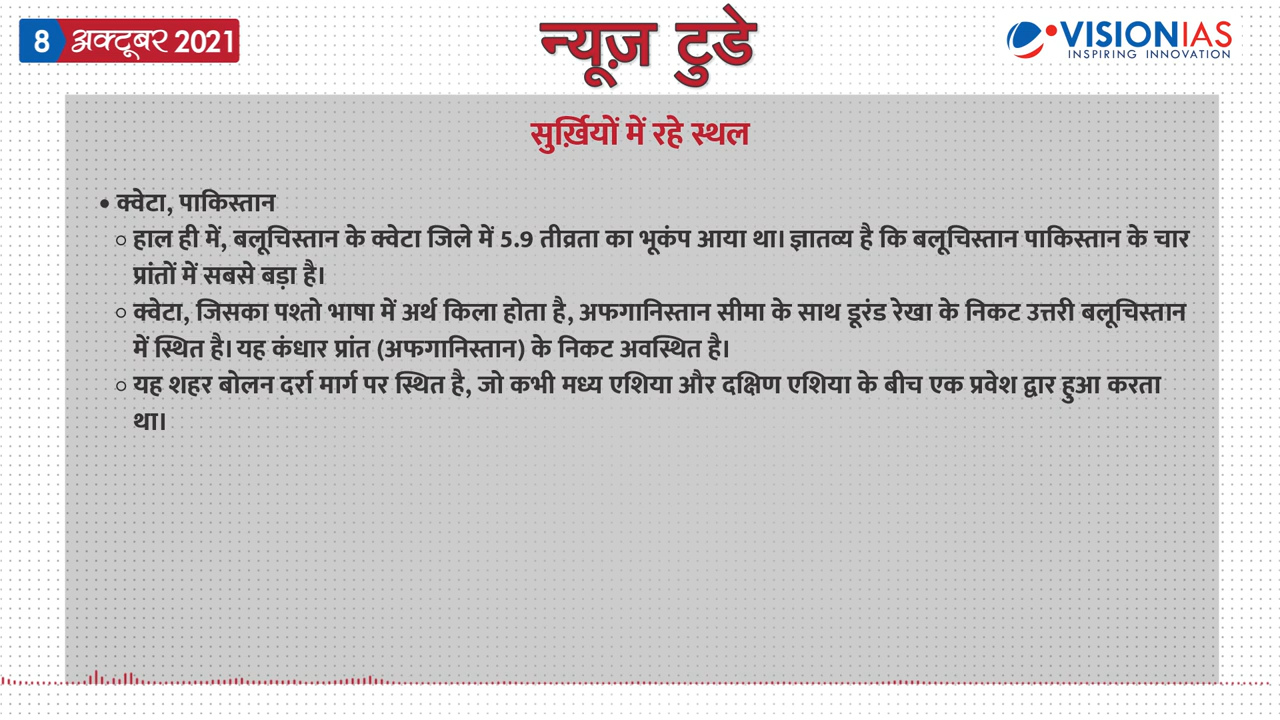 8 अक्टूबर 2021
न्यूज़ टुडे
VISIONIAS
INSPIRING INNOVATION
सुर्ख़ियों में रहे स्थल
• क्वेटा, पाकिस्तान
○ हाल ही में, बलूचिस्तान के क्वेटा जिले में 5.9 तीव्रता का भूकंप आया था। ज्ञातव्य है कि बलूचिस्तान पाकिस्तान के चार
प्रांतों में सबसे बड़ा है।
○ क्वेटा, जिसका पश्तो भाषा में अर्थ किला होता है, अफगानिस्तान सीमा के साथ डूरंड रेखा के निकट उत्तरी बलूचिस्तान
में स्थित है। यह कंधार प्रांत (अफगानिस्तान) के निकट अवस्थित है।
○ यह शहर बोलन दर्रा मार्ग पर स्थित है, जो कभी मध्य एशिया और दक्षिण एशिया के बीच एक प्रवेश द्वार हुआ करता
था।